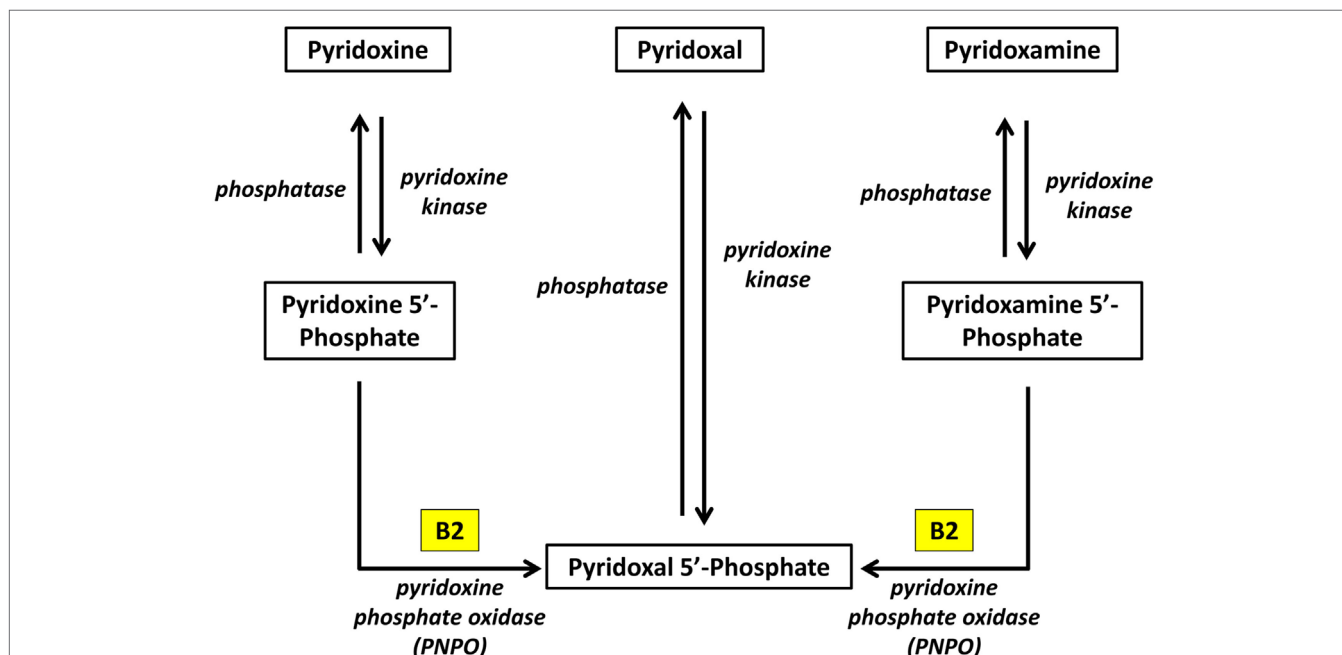 Pyridoxine
Pyridoxal
Pyridoxamine
phosphatase
pyridoxine
kinase
phosphatase
pyridoxine
kinase
phosphatase
pyridoxine
kinase
Pyridoxine 5’-
Phosphate
Pyridoxamine 5’-
Phosphate
B2
B2
Pyridoxal 5’-Phosphate
pyridoxine
phosphate oxidase
(PNPO)
pyridoxine
phosphate oxidase
(PNPO)